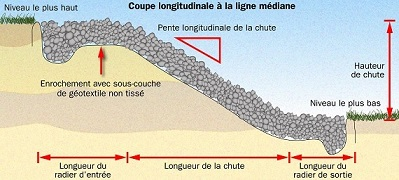 Coupe longitudinale à la ligne médiane
Niveau le plus haut
Pente longitudinale de la chute
Hauteur
de chute
Enrochement avec sous-couche
de géotextile non tissé
Niveau le plus bas
Longueur du
radier d'entrée
Longueur de la chute
Longueur du
radier de sortie